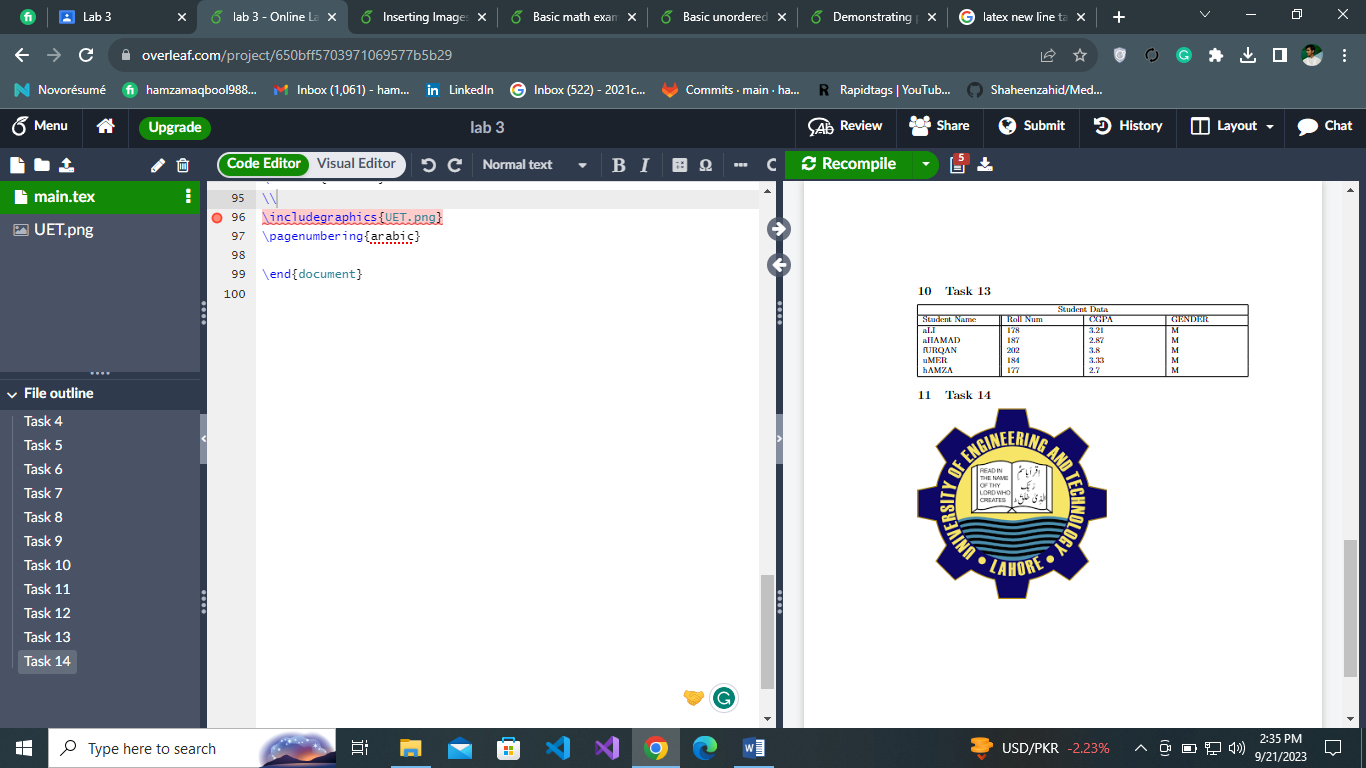 Lab 3
lab 3 - Online La
Inserting Images
Basic math exam
Basic unordered
Demonstrating p
latex new line ta
overleaf.com/project/650bff5703971069577b5b29
Novorésumé
hamzamaqbool988...
Inbox (1,061) - ham...
LinkedIn
Inbox (522) - 2021c...
Commits · main · ha...
Rapidtags | YouTub...
Shaheenzahid/Med...
Menu
Upgrade
lab 3
Review
Share
Submit
History
Layout
Chat
Code Editor
Visual Editor
Normal text
B I
Ω
Recompile
5
main.tex
UET.png
File outline
Task 4
Task 5
Task 6
Task 7
Task 8
Task 9
Task 10
Task 11
Task 12
Task 13
Task 14
95 \\
96 \includegraphics{UET.png}
97 \pagenumbering{arabic}
98
99 \end{document}
100
10 Task 13
Student Data
Student Name Roll Num CGPA GENDER
aLI 178 3.21 M
aHAMAD 187 2.87 M
fURQAN 202 3.8 M
uMER 184 3.33 M
hAMZA 177 2.7 M
11 Task 14
UNIVERSITY OF ENGINEERING AND TECHNOLOGY
READ IN
THE NAME
OF THY
LORD WHO
CREATES
اقرأ باسم
ربك
الذي خلق
LAHORE
Type here to search
USD/PKR -2.23%
2:35 PM
9/21/2023